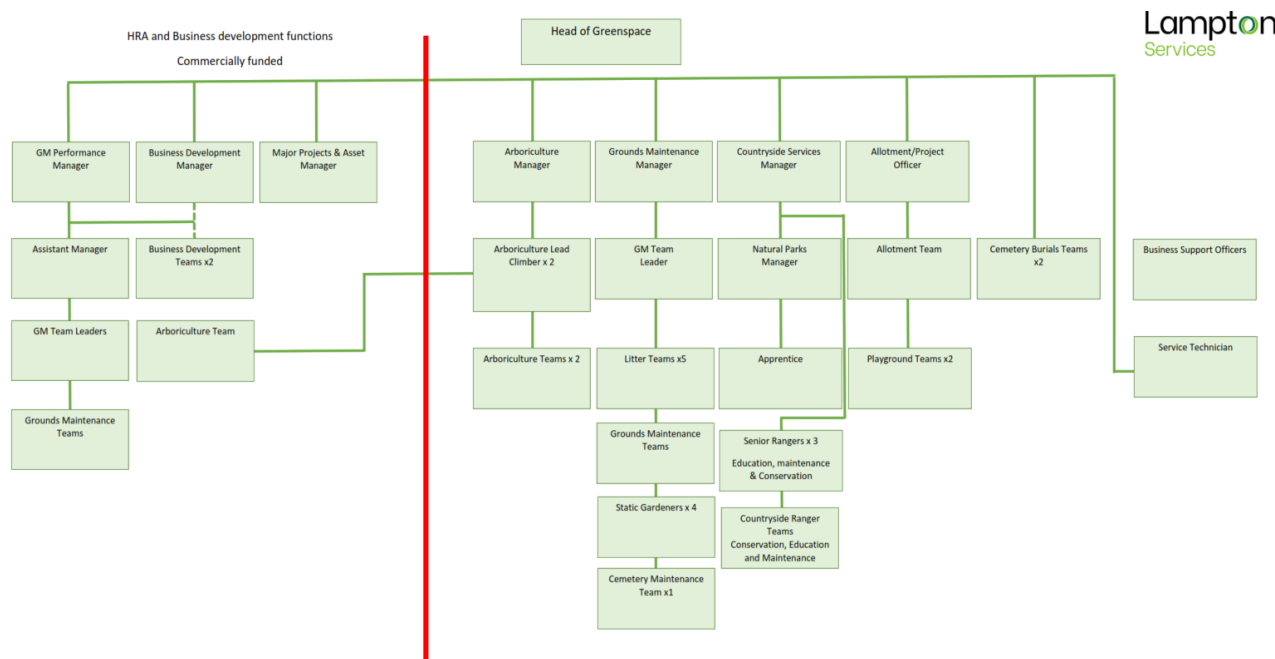 HRA and Business development functions
Commercially funded
Head of Greenspace
Lampton
Services
GM Performance
Manager
Business Development
Manager
Major Projects & Asset
Manager
Arboriculture
Manager
Grounds Maintenance
Manager
Countryside Services
Manager
Allotment/Project
Officer
Assistant Manager
Business Development
Teams x2
Arboriculture Lead
Climber x 2
GM Team
Leader
Natural Parks
Manager
Allotment Team
Cemetery Burials Teams
x2
Business Support Officers
GM Team Leaders
Arboriculture Team
Arboriculture Teams x 2
Litter Teams x5
Apprentice
Playground Teams x2
Service Technician
Grounds Maintenance
Teams
Grounds Maintenance
Teams
Senior Rangers x 3
Education, maintenance
& Conservation
Static Gardeners x 4
Countryside Ranger
Teams
Conservation, Education
and Maintenance
Cemetery Maintenance
Team x1